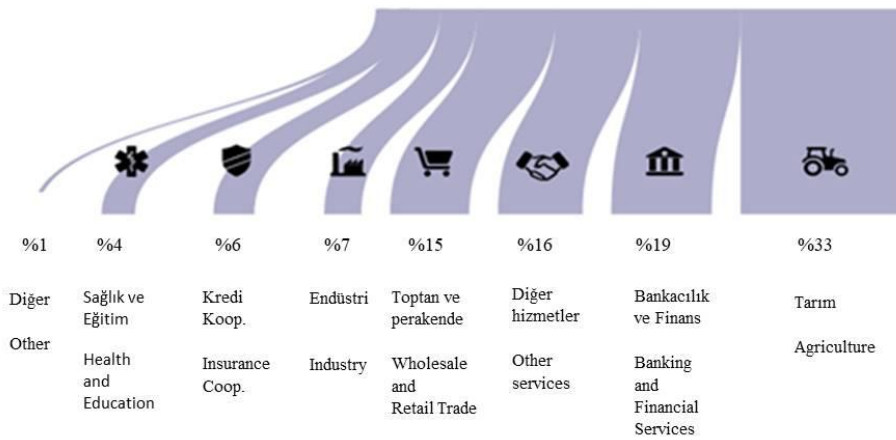 %1 %4 %6 %7 %15 %16 %19 %33
Diğer
Other
Sağlık ve
Eğitim
Health
and
Education
Kredi
Koop.
Insurance
Coop.
Endüstri
Industry
Toptan ve
perakende
Wholesale
and
Retail Trade
Diğer
hizmetler
Other
services
Bankacılık
ve Finans
Banking
and
Financial
Services
Tarım
Agriculture